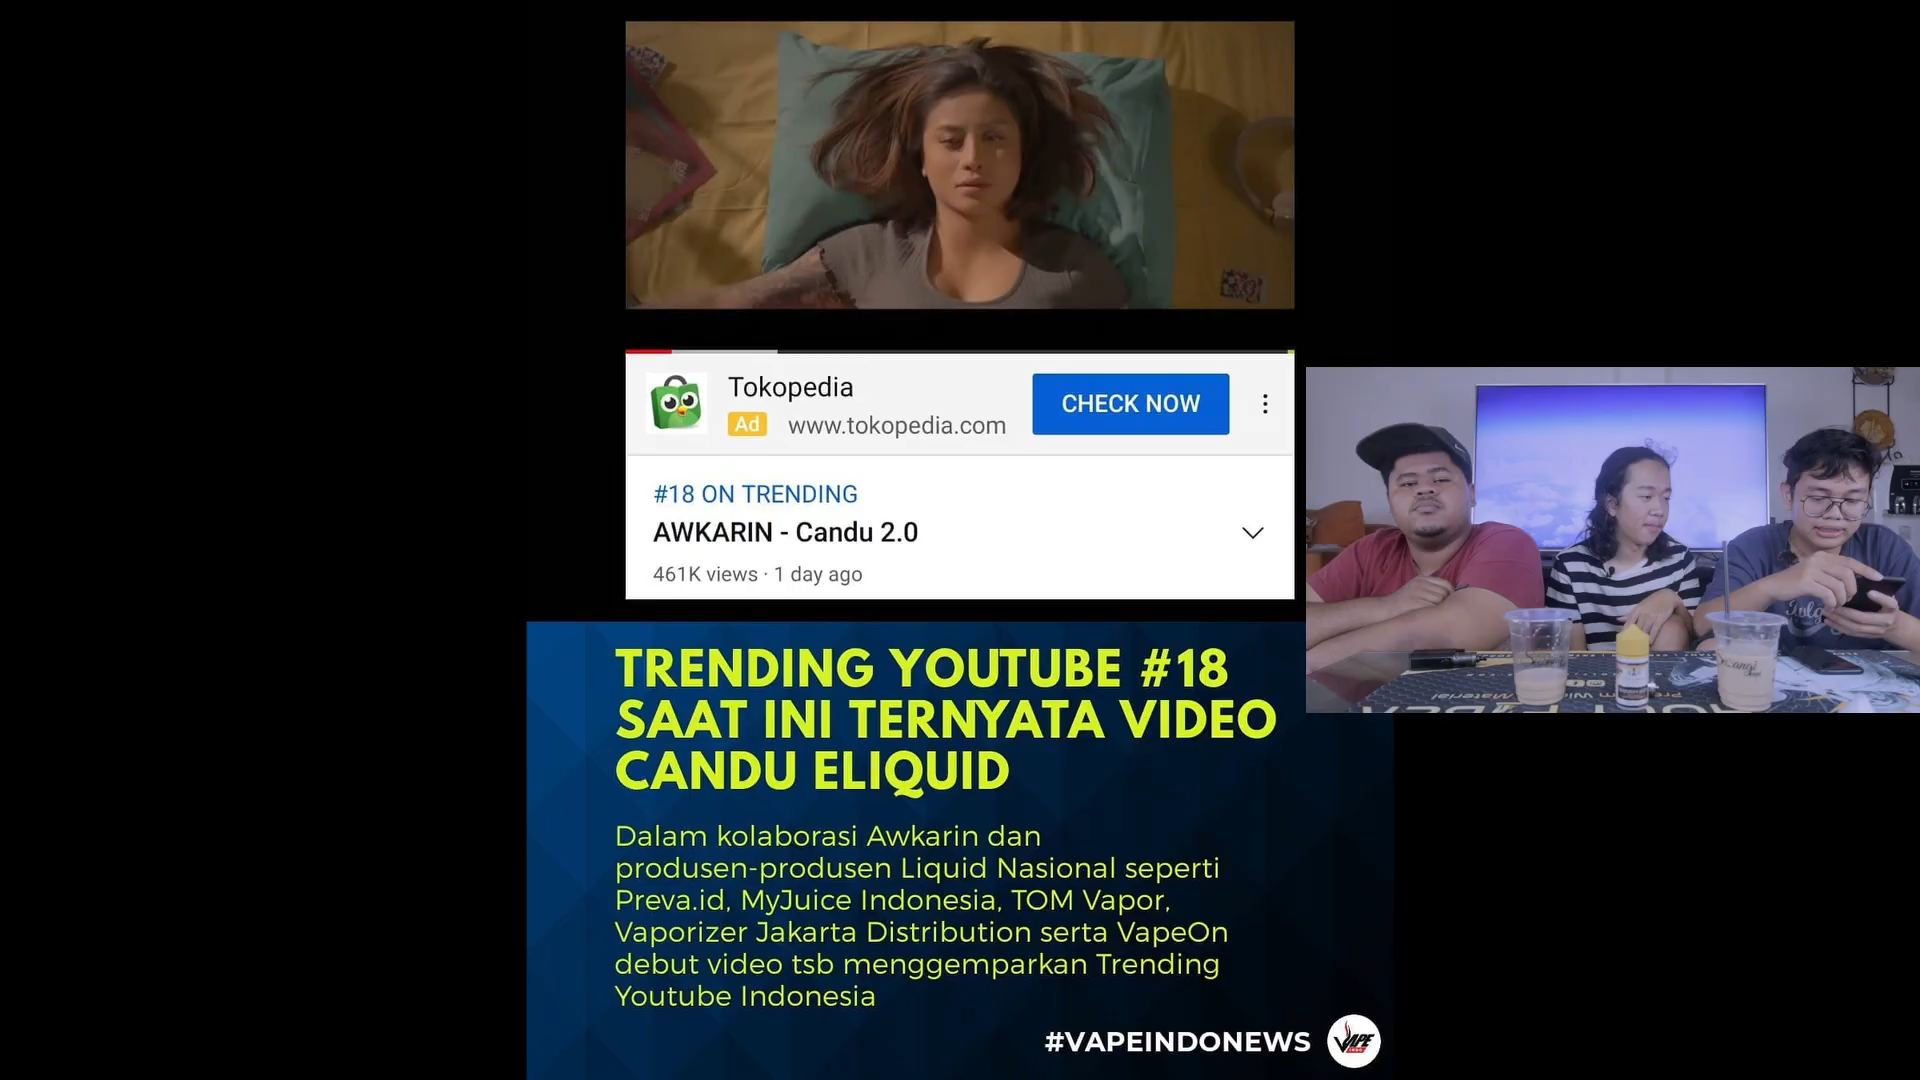 Tokopedia
CHECK NOW
Ad www.tokopedia.com
#18 ON TRENDING
AWKARIN - Candu 2.0
461K views · 1 day ago
TRENDING YOUTUBE #18
SAAT INI TERNYATA VIDEO
CANDU ELIQUID
Dalam kolaborasi Awkarin dan
produsen-produsen Liquid Nasional seperti
Preva.id, MyJuice Indonesia, TOM Vapor,
Vaporizer Jakarta Distribution serta VapeOn
debut video tsb menggemparkan Trending
Youtube Indonesia
#VAPEINDONEWS
VAPE